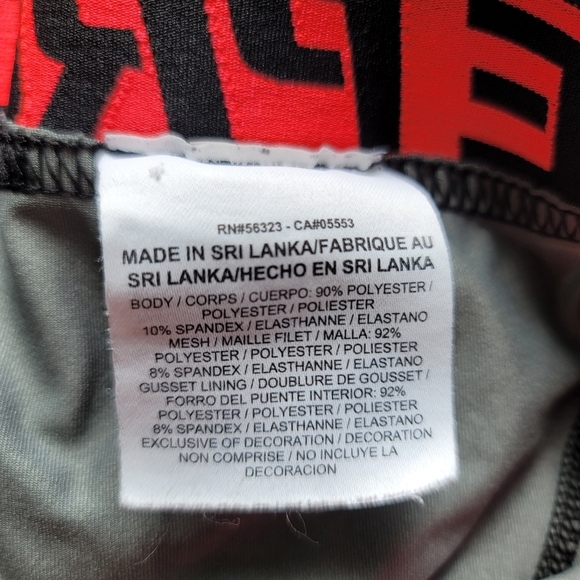 RN#56323 - CA#05553
MADE IN SRI LANKA/FABRIQUE AU
SRI LANKA/HECHO EN SRI LANKA
BODY / CORPS / CUERPO: 90% POLYESTER /
POLYESTER / POLIESTER
10% SPANDEX / ELASTHANNE / ELASTANO
MESH / MAILLE FILET / MALLA: 92%
POLYESTER / POLYESTER / POLIESTER
8% SPANDEX / ELASTHANNE / ELASTANO
GUSSET LINING / DOUBLURE DE GOUSSET /
FORRO DEL PUENTE INTERIOR: 92%
POLYESTER / POLYESTER / POLIESTER
8% SPANDEX / ELASTHANNE / ELASTANO
EXCLUSIVE OF DECORATION / DECORATION
NON COMPRISE / NO INCLUYE LA
DECORACION